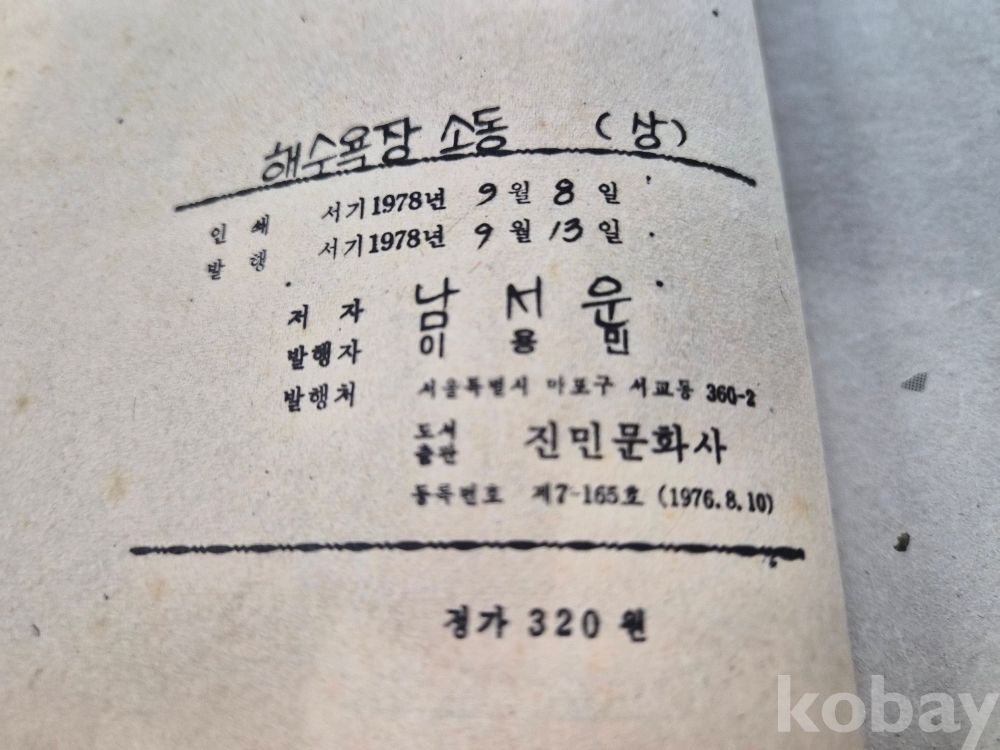 해수욕장 소동 (상)
인쇄 서기1978년 9월 8일
발행 서기1978년 9월 13일
저자 남서운
발행자 이용민
발행처 서울특별시 마포구 서교동 360-2
도서출판 진민문화사
등록번호 제7-165호 (1976.8.10)
정가 320원
kobay